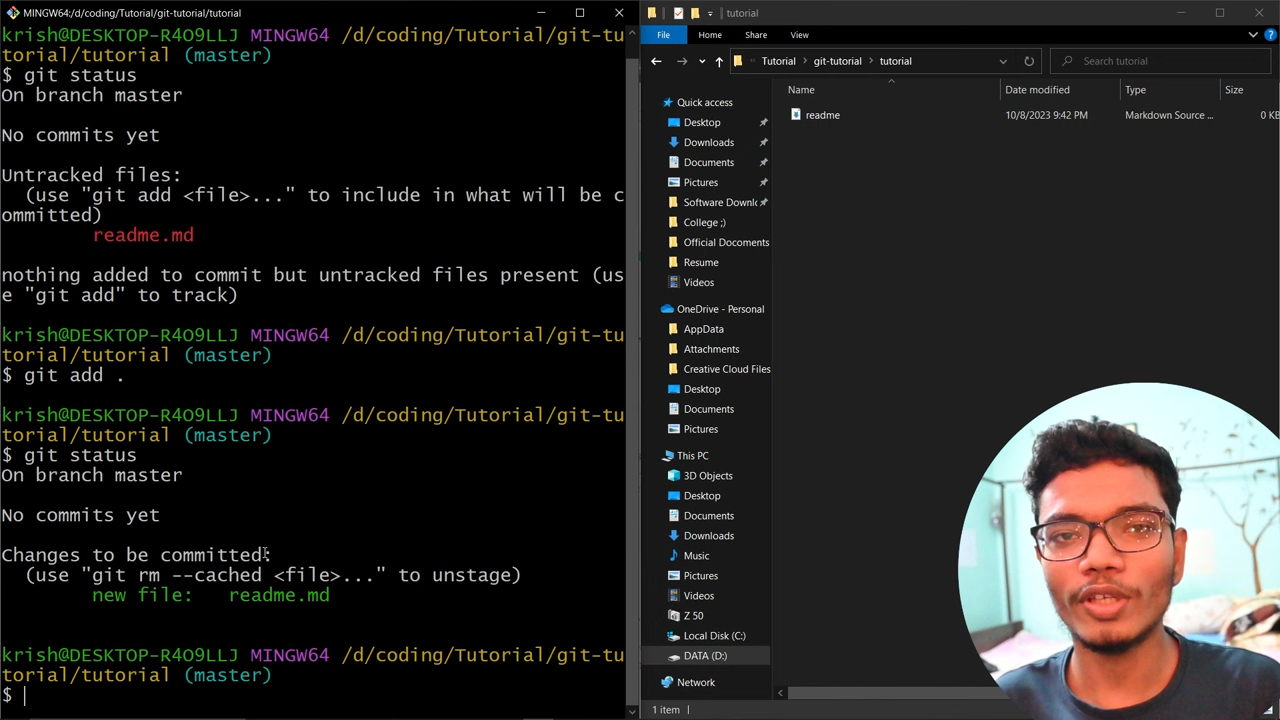 MINGW64:/d/coding/Tutorial/git-tutorial/tutorial
krish@DESKTOP-R4O9LLJ MINGW64 /d/coding/Tutorial/git-tu
torial/tutorial (master)
$ git status
On branch master
No commits yet
Untracked files:
(use "git add <file>..." to include in what will be c
ommitted)
readme.md
nothing added to commit but untracked files present (us
e "git add" to track)
krish@DESKTOP-R4O9LLJ MINGW64 /d/coding/Tutorial/git-tu
torial/tutorial (master)
$ git add .
krish@DESKTOP-R4O9LLJ MINGW64 /d/coding/Tutorial/git-tu
torial/tutorial (master)
$ git status
On branch master
No commits yet
Changes to be committed:
(use "git rm --cached <file>..." to unstage)
new file:   readme.md
krish@DESKTOP-R4O9LLJ MINGW64 /d/coding/Tutorial/git-tu
torial/tutorial (master)
$
tutorial
File Home Share View
Tutorial > git-tutorial > tutorial
Search tutorial
Name Date modified Type Size
readme 10/8/2023 9:42 PM Markdown Source ... 0 KB
Quick access
Desktop
Downloads
Documents
Pictures
Software Downlo
College ;)
Official Documents
Resume
Videos
OneDrive - Personal
AppData
Attachments
Creative Cloud Files
Desktop
Documents
Pictures
This PC
3D Objects
Desktop
Documents
Downloads
Music
Pictures
Videos
Z 50
Local Disk (C:)
DATA (D:)
Network
1 item